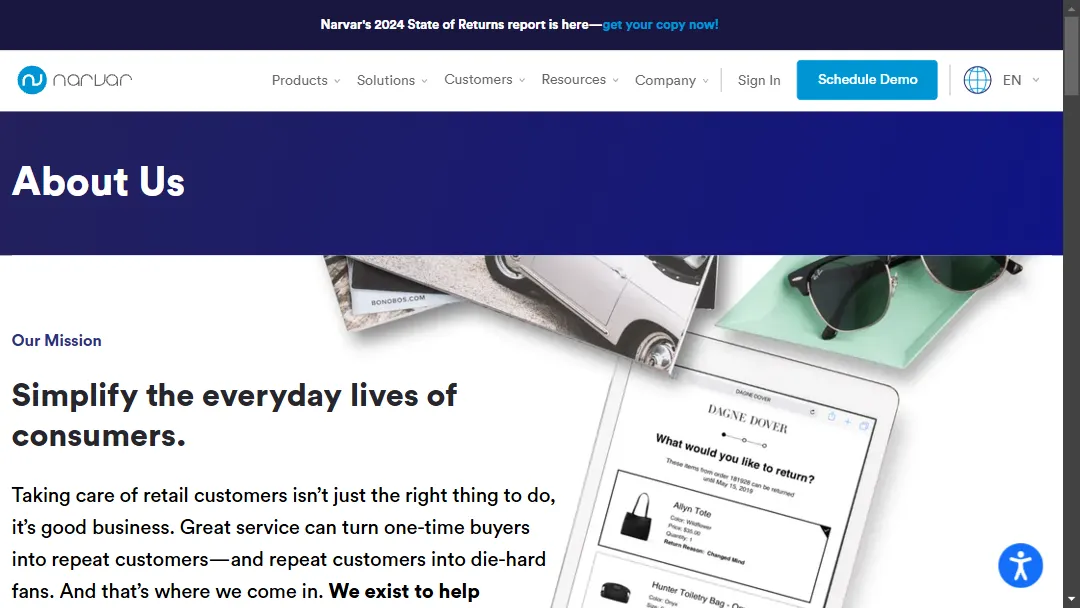 Narvar's 2024 State of Returns report is here—get your copy now!
narvar
Products
Solutions
Customers
Resources
Company
Sign In
Schedule Demo
EN
About Us
BONOBOS.COM
Our Mission
Simplify the everyday lives of
consumers.
Taking care of retail customers isn't just the right thing to do,
it's good business. Great service can turn one-time buyers
into repeat customers—and repeat customers into die-hard
fans. And that's where we come in. We exist to help
Ray-Ban
DAGNE DOVER
DAGNE DOVER
What would you like to return?
These items from order 181928 can be returned
until May 15, 2019
Allyn Tote
Color: Wildflower
Price: $35.00
Quantity: 1
Return Reason: Changed Mind
Hunter Toiletry Bag - On
Color: Onyx